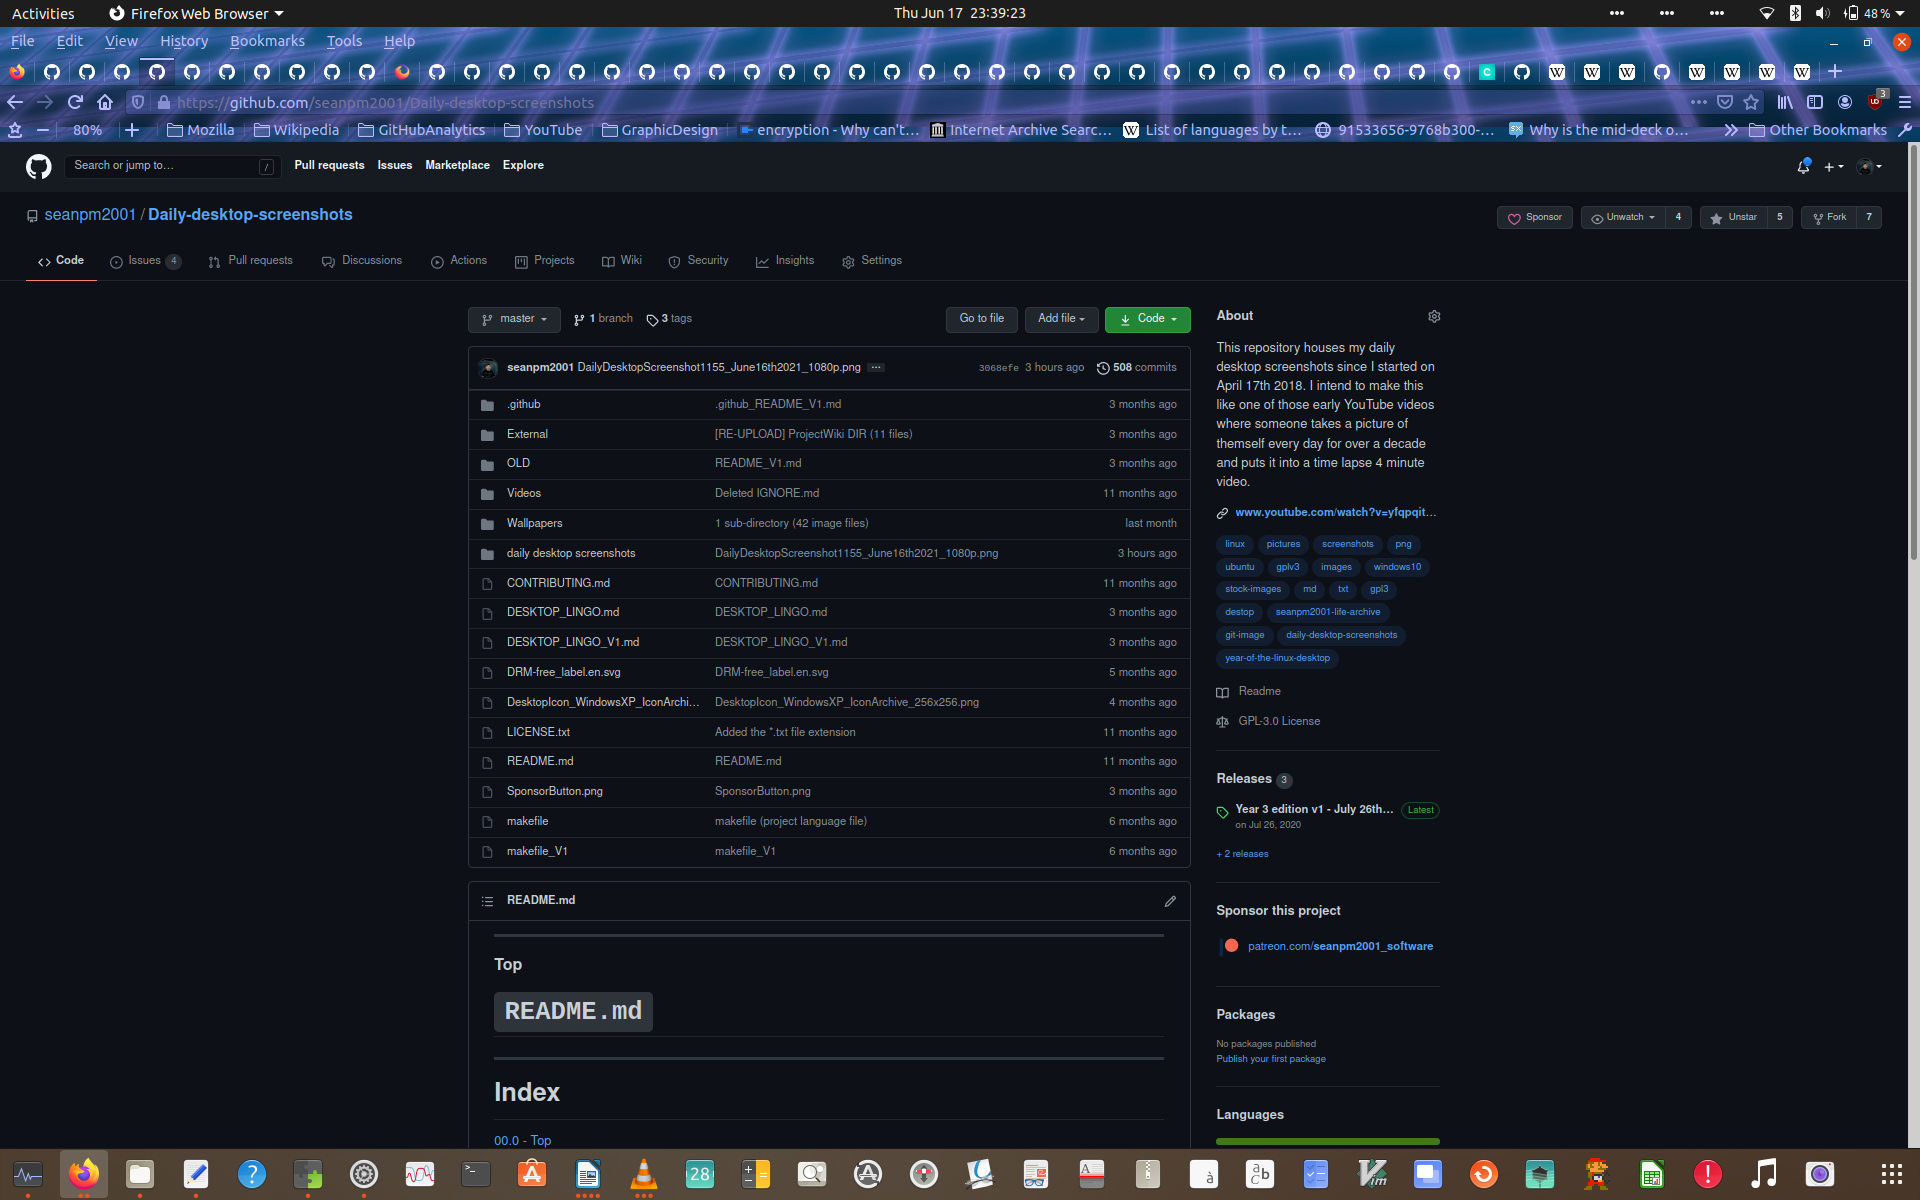 Activities
Firefox Web Browser
Thu Jun 17 23:39:23
48 %
File Edit View History Bookmarks Tools Help
https://github.com/seanpm2001/Daily-desktop-screenshots
3
80%
Mozilla
Wikipedia
GitHubAnalytics
YouTube
GraphicDesign
encryption - Why can't...
Internet Archive Searc...
List of languages by t...
91533656-9768b300-...
Why is the mid-deck o...
Other Bookmarks
Search or jump to...
/
Pull requests Issues Marketplace Explore
seanpm2001 / Daily-desktop-screenshots
Sponsor
Unwatch 4
Unstar 5
Fork 7
Code
Issues 4
Pull requests
Discussions
Actions
Projects
Wiki
Security
Insights
Settings
master
1 branch
3 tags
Go to file
Add file
Code
seanpm2001 DailyDesktopScreenshot1155_June16th2021_1080p.png ... 3068efe 3 hours ago 508 commits
.github .github_README_V1.md 3 months ago
External [RE-UPLOAD] ProjectWiki DIR (11 files) 3 months ago
OLD README_V1.md 3 months ago
Videos Deleted IGNORE.md 11 months ago
Wallpapers 1 sub-directory (42 image files) last month
daily desktop screenshots DailyDesktopScreenshot1155_June16th2021_1080p.png 3 hours ago
CONTRIBUTING.md CONTRIBUTING.md 11 months ago
DESKTOP_LINGO.md DESKTOP_LINGO.md 3 months ago
DESKTOP_LINGO_V1.md DESKTOP_LINGO_V1.md 3 months ago
DRM-free_label.en.svg DRM-free_label.en.svg 5 months ago
DesktopIcon_WindowsXP_IconArchi... DesktopIcon_WindowsXP_IconArchive_256x256.png 4 months ago
LICENSE.txt Added the *.txt file extension 11 months ago
README.md README.md 11 months ago
SponsorButton.png SponsorButton.png 3 months ago
makefile makefile (project language file) 6 months ago
makefile_V1 makefile_V1 6 months ago
README.md
Top
README.md
Index
00.0 - Top
About
This repository houses my daily
desktop screenshots since I started on
April 17th 2018. I intend to make this
like one of those early YouTube videos
where someone takes a picture of
themself every day for over a decade
and puts it into a time lapse 4 minute
video.
www.youtube.com/watch?v=yfqpqit...
linux pictures screenshots png
ubuntu gplv3 images windows10
stock-images md txt gpl3
destop seanpm2001-life-archive
git-image daily-desktop-screenshots
year-of-the-linux-desktop
Readme
GPL-3.0 License
Releases 3
Year 3 edition v1 - July 26th... Latest
on Jul 26, 2020
+ 2 releases
Sponsor this project
patreon.com/seanpm2001_software
Packages
No packages published
Publish your first package
Languages
28